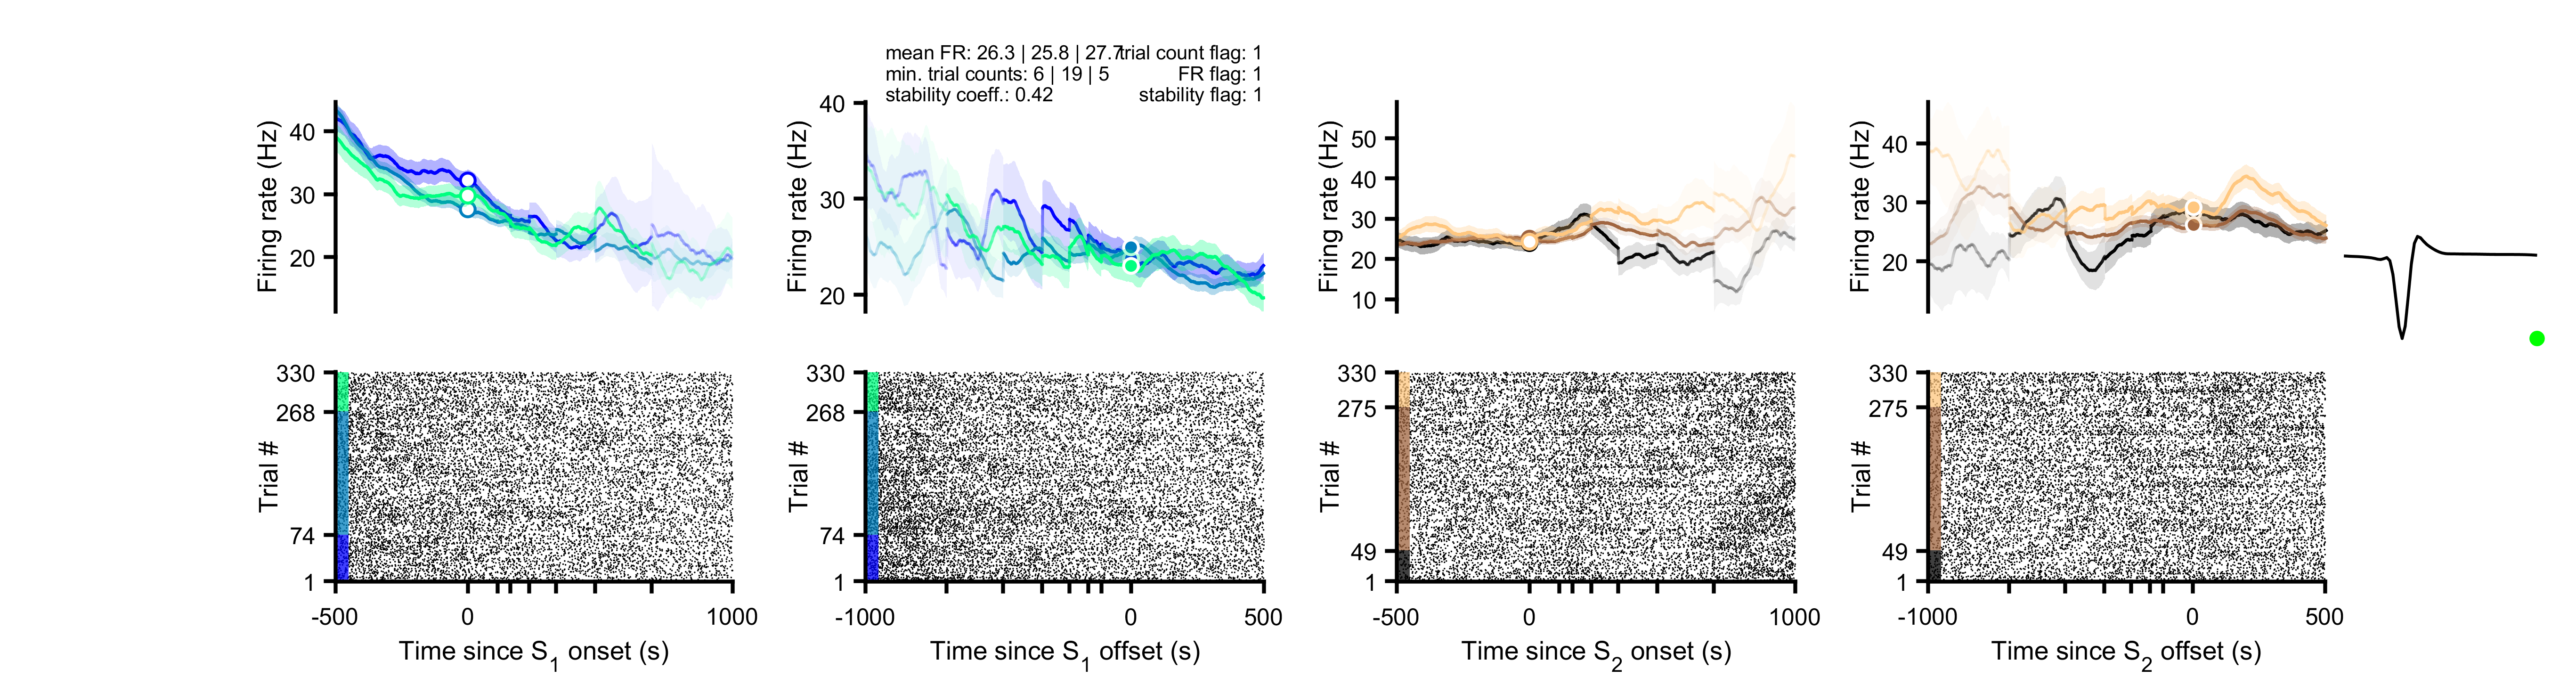 mean FR: 26.3 | 25.8 | 27.7
trial count flag: 1
min. trial counts: 6 | 19 | 5
FR flag: 1
stability coeff.: 0.42
stability flag: 1
Firing rate (Hz)
40
30
20
Firing rate (Hz)
40
30
20
Firing rate (Hz)
50
40
30
20
10
Firing rate (Hz)
40
30
20
Trial #
330
268
74
1
-500
0
1000
Time since S1 onset (s)
Trial #
330
268
74
1
-1000
0
500
Time since S1 offset (s)
Trial #
330
275
49
1
-500
0
1000
Time since S2 onset (s)
Trial #
330
275
49
1
-1000
0
500
Time since S2 offset (s)